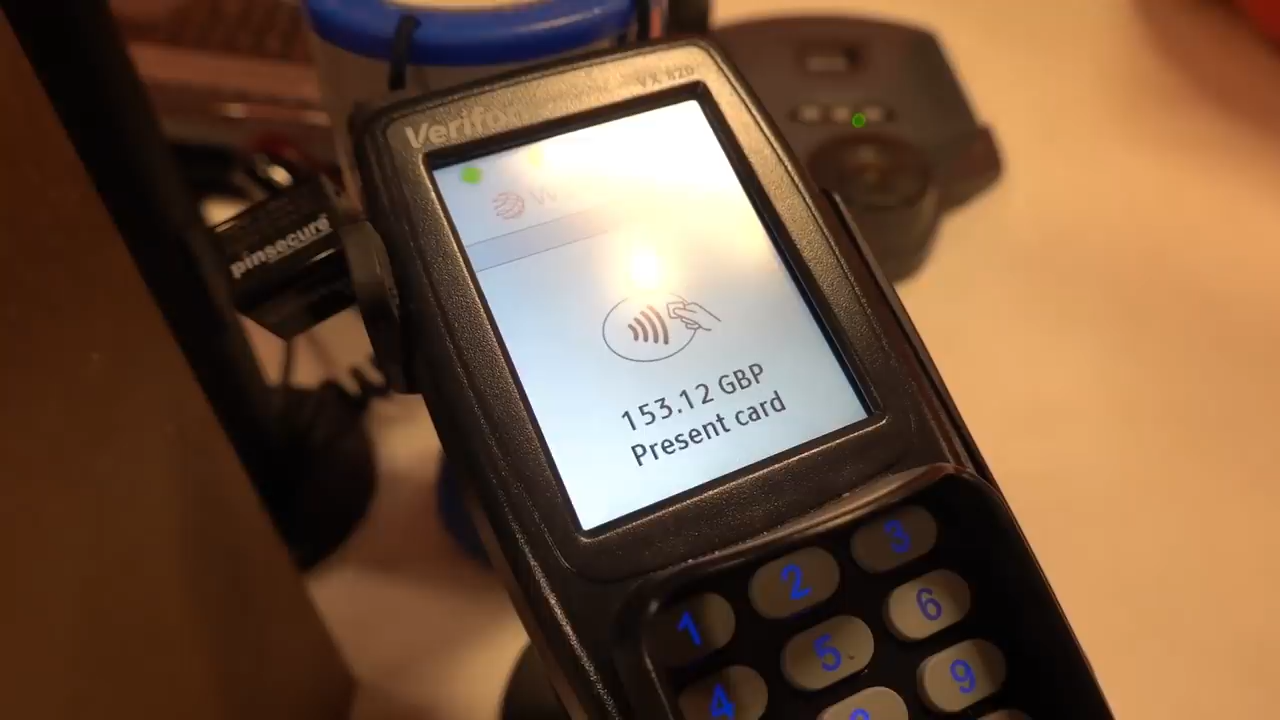 Verifo
VX 820
pinsecure
W
153.12 GBP
Present card
1
2
3
4
5
6
9